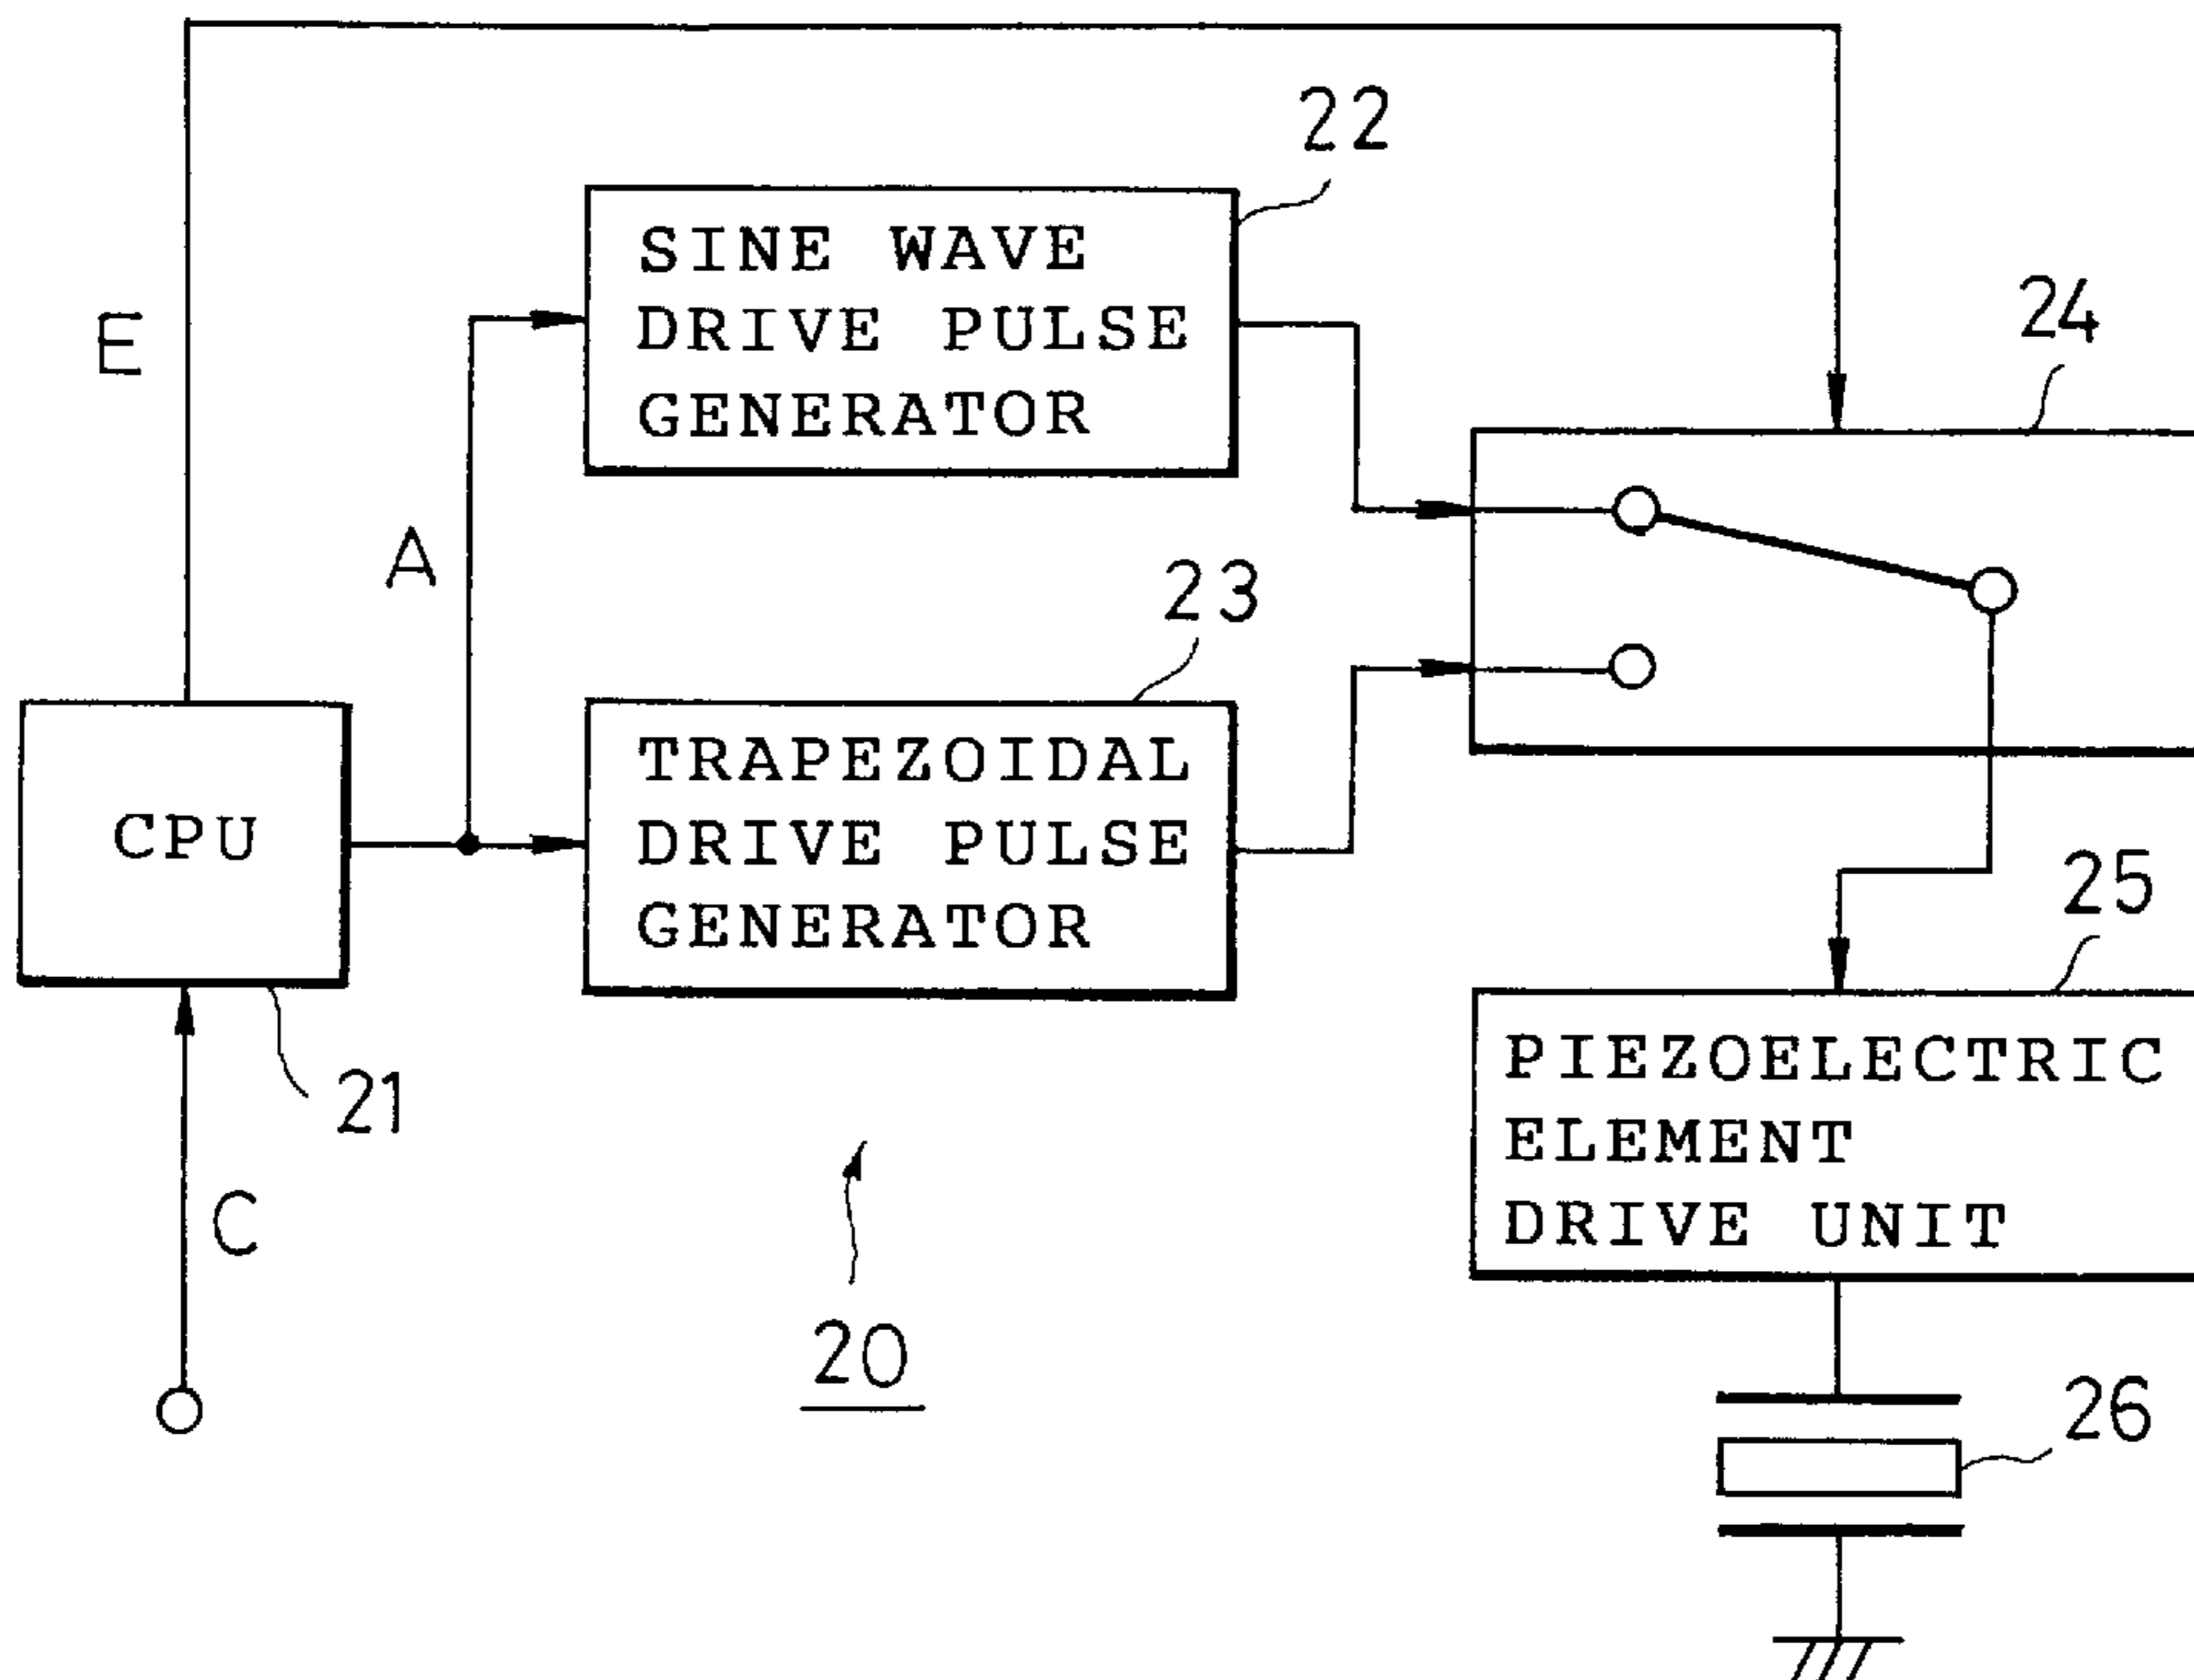 22
SINE WAVE
DRIVE PULSE
GENERATOR
E
24
A
23
TRAPEZOIDAL
DRIVE PULSE
GENERATOR
CPU
25
21
PIEZOELECTRIC
ELEMENT
DRIVE UNIT
C
20
26